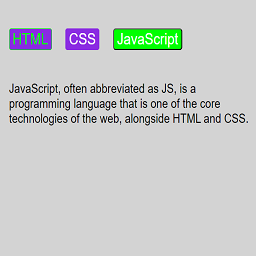 HTML CSS JavaScript
JavaScript, often abbreviated as JS, is a
programming language that is one of the core
technologies of the web, alongside HTML and CSS.